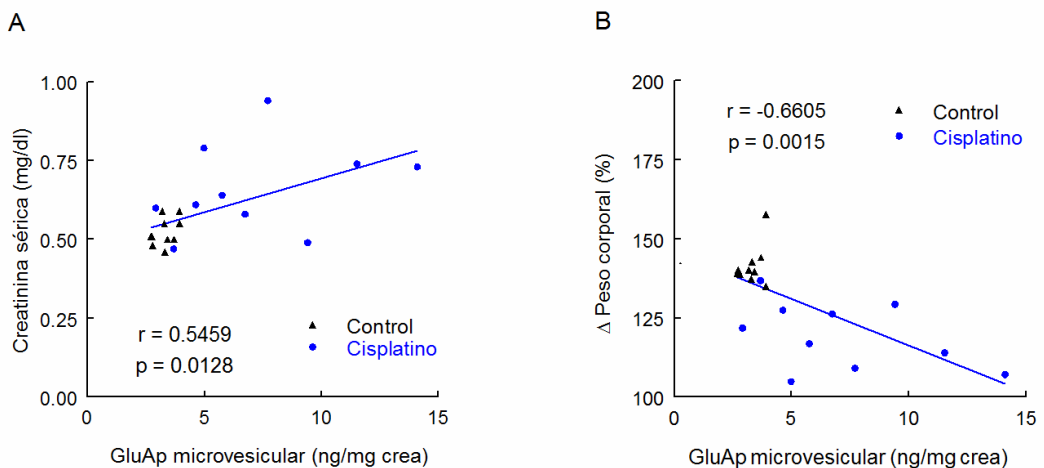 A
Creatinina sérica (mg/dl)
1.00
0.75
0.50
0.25
0.00
r = 0.5459
p = 0.0128
Control
Cisplatino
0
5
10
15
GluAp microvesicular (ng/mg crea)
B
Δ Peso corporal (%)
200
175
150
125
100
r = -0.6605
p = 0.0015
Control
Cisplatino
0
5
10
15
GluAp microvesicular (ng/mg crea)